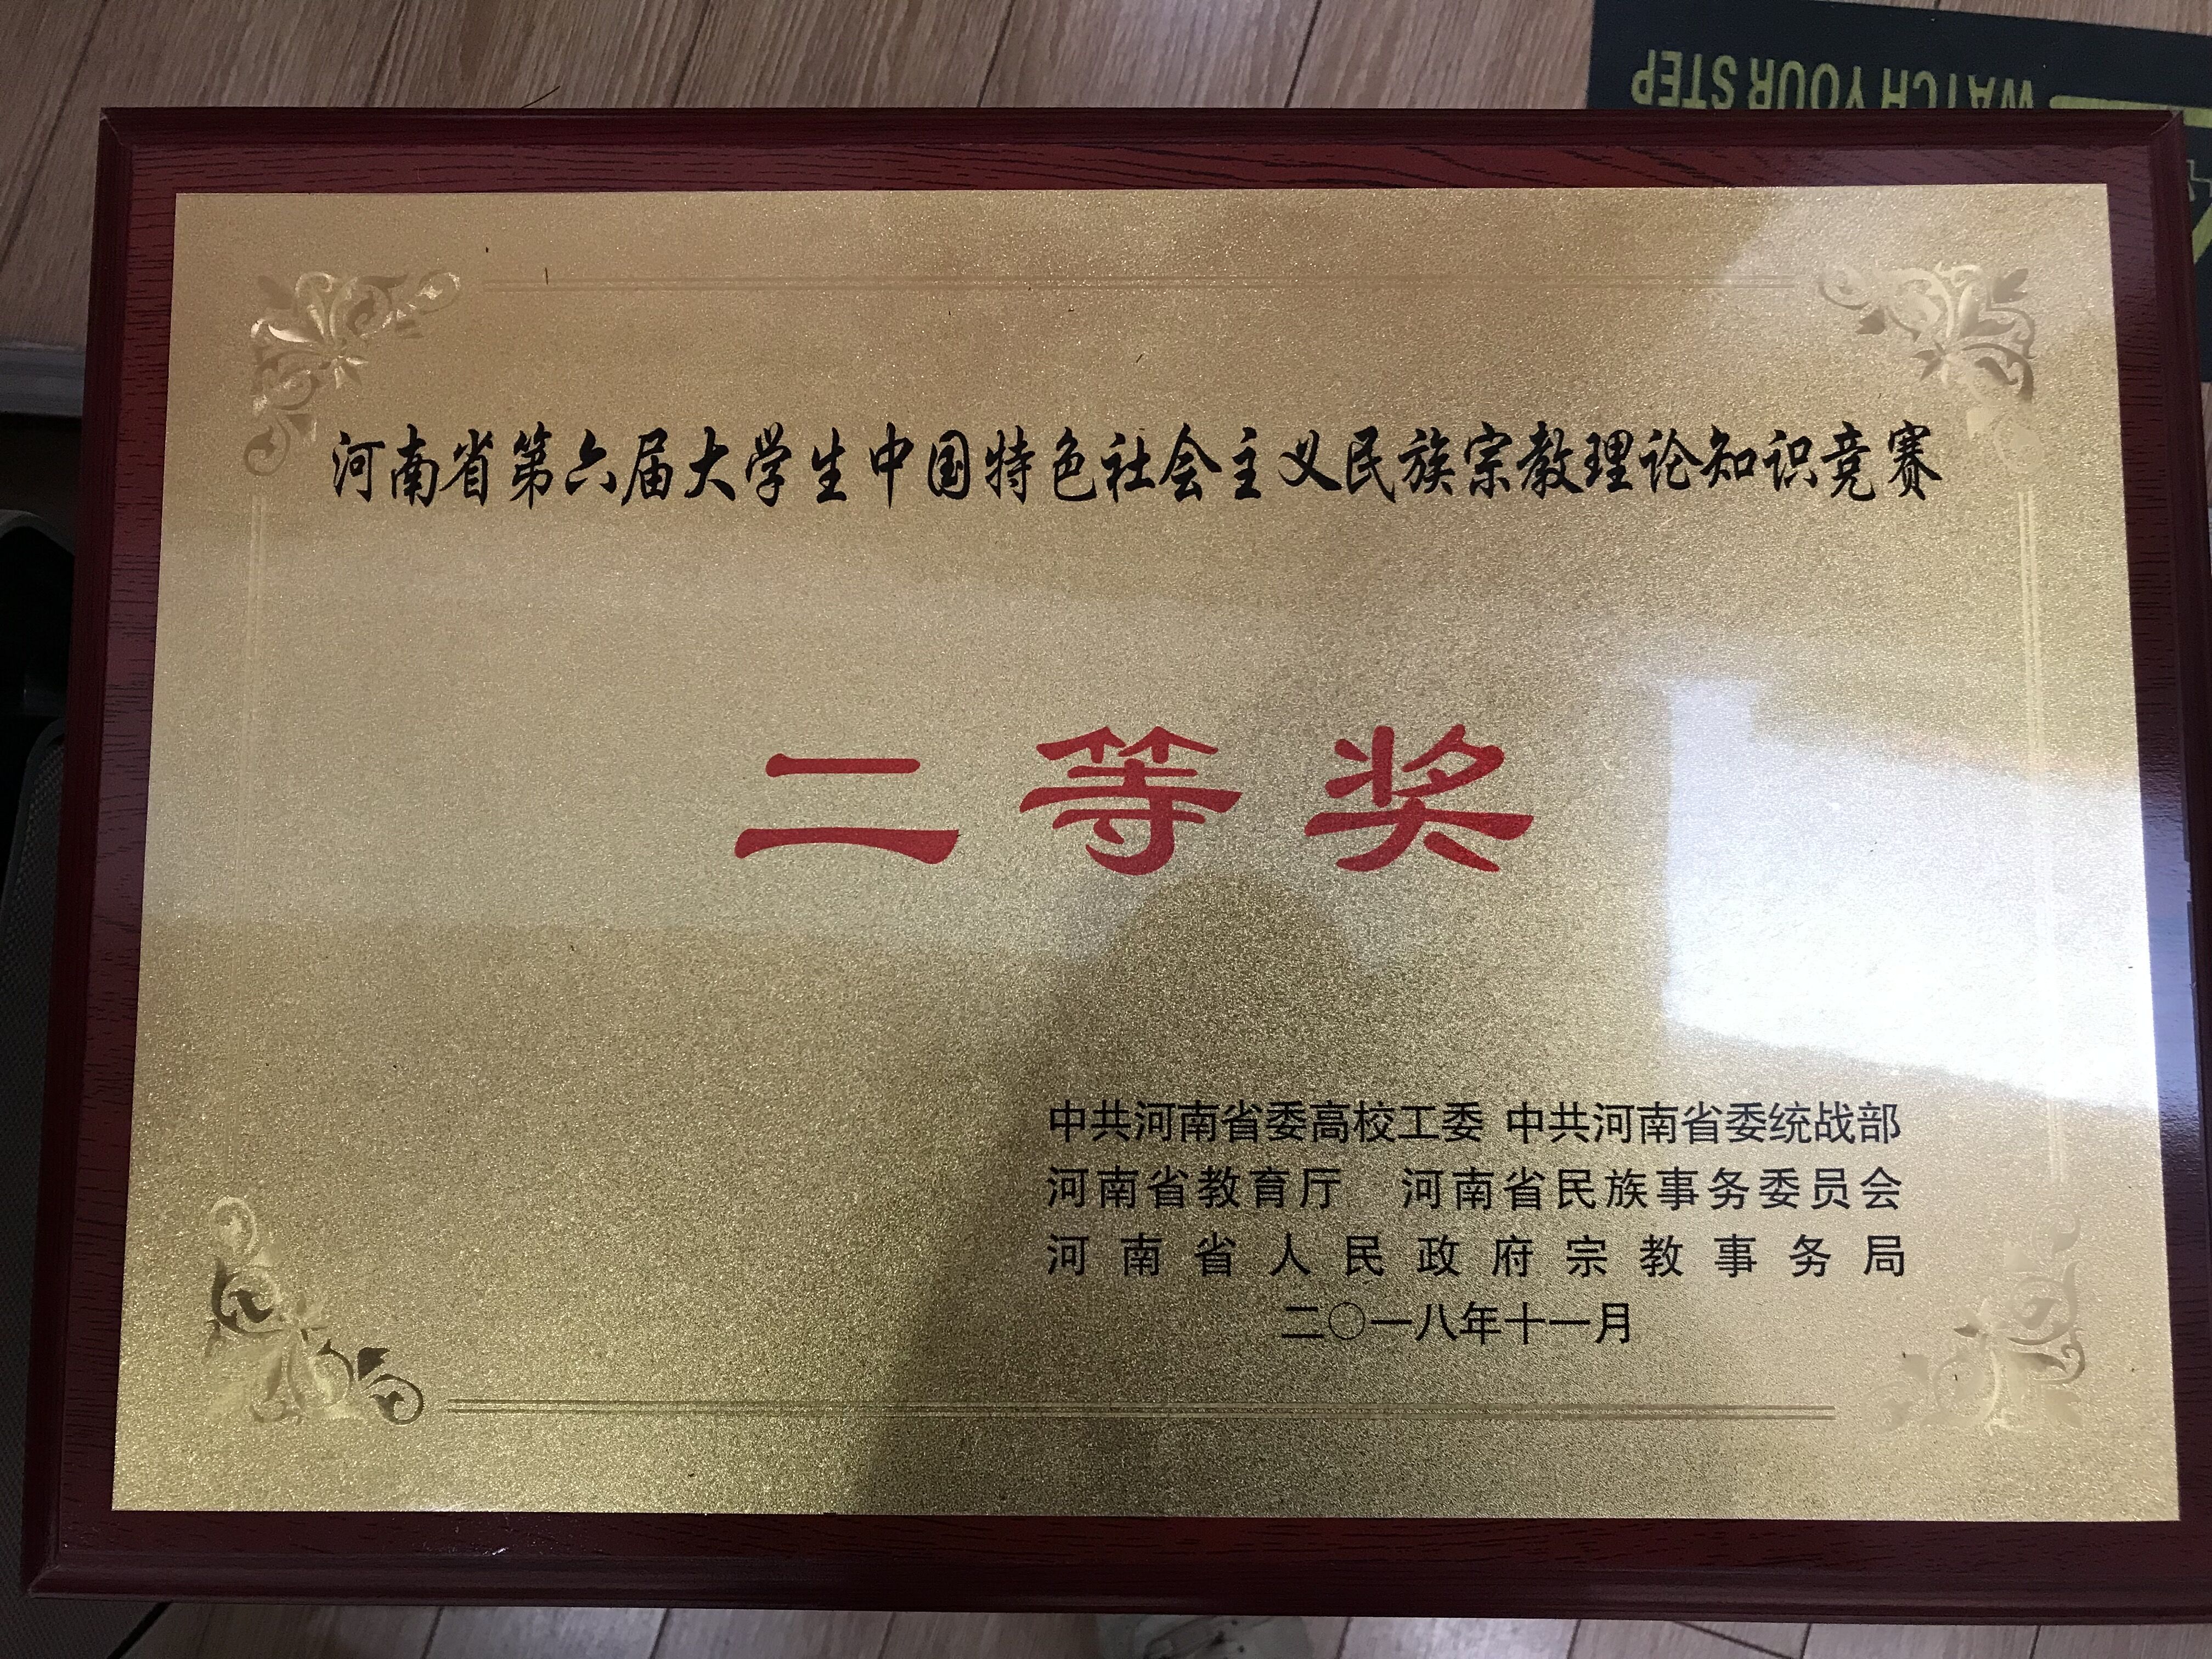 WATCH YOUR STEP
河南省第六届大学生中国特色社会主义民族宗教理论知识竞赛
二等奖
中共河南省委高校工委 中共河南省委统战部
河南省教育厅 河南省民族事务委员会
河南省人民政府宗教事务局
二〇一八年十一月